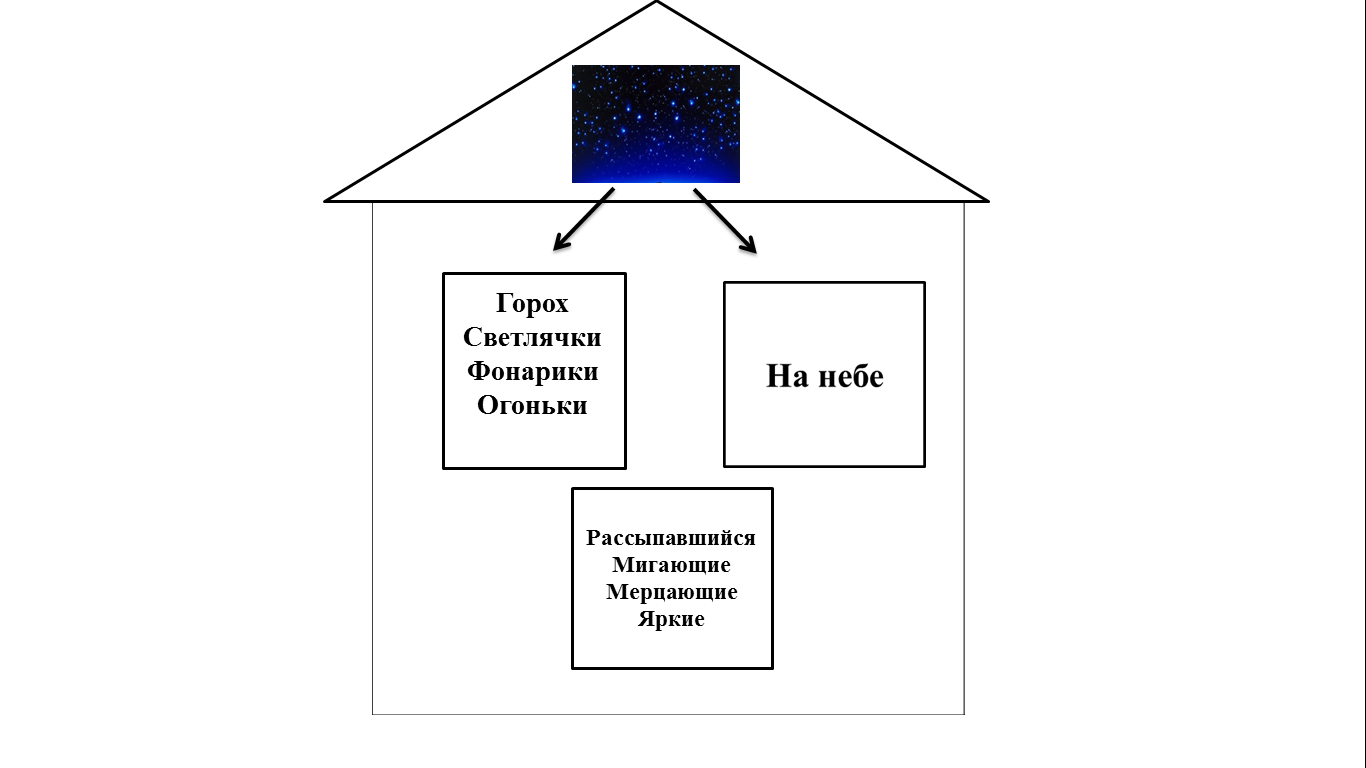 Горох
Светлячки
Фонарики
Огоньки
На небе
Рассыпавшийся
Мигающие
Мерцающие
Яркие